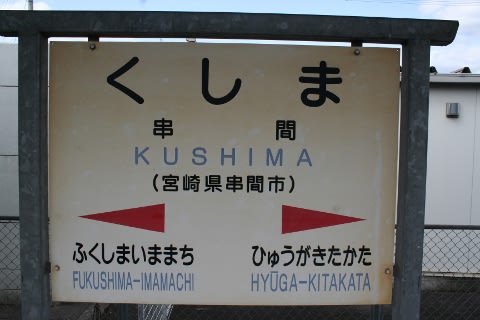 くしま
串間
KUSHIMA
(宮崎県串間市)
ふくしまいままち ひゅうがきたかた
FUKUSHIMA-IMAMACHI HYŪGA-KITAKATA